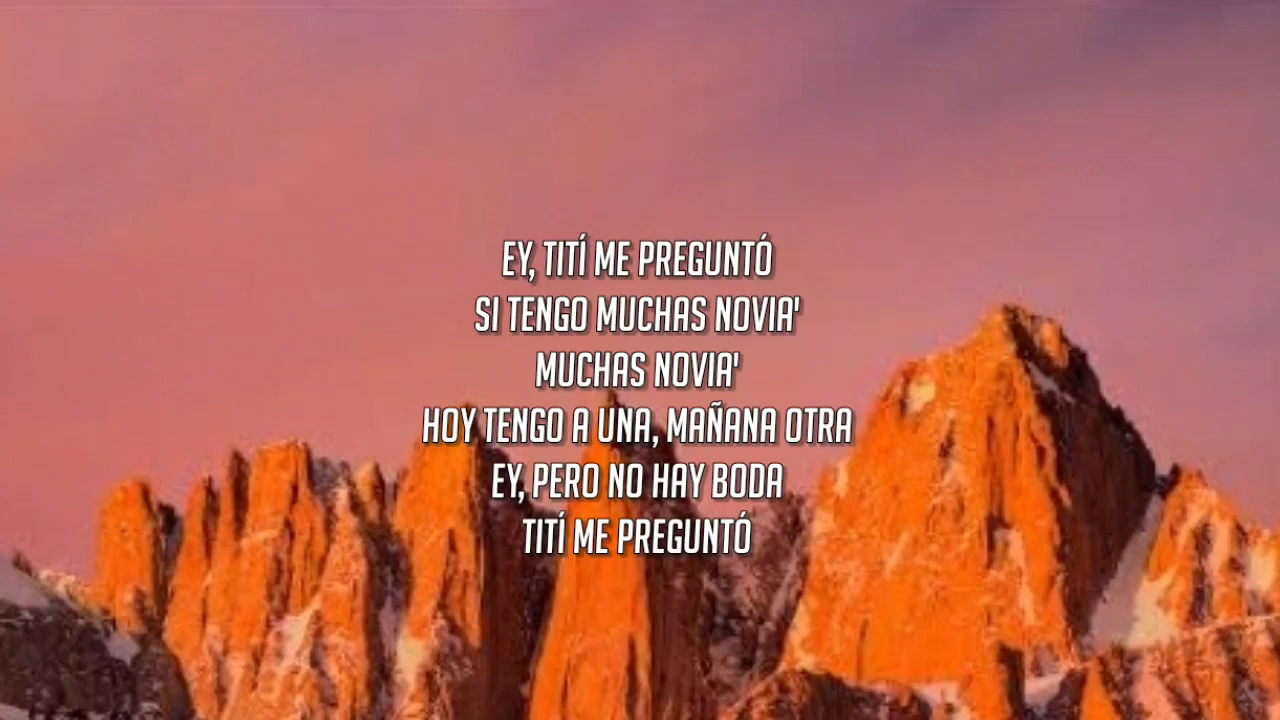 EY, TITÍ ME PREGUNTÓ
SI TENGO MUCHAS NOVIA'
MUCHAS NOVIA'
HOY TENGO A UNA, MAÑANA OTRA
EY, PERO NO HAY BODA
TITÍ ME PREGUNTÓ